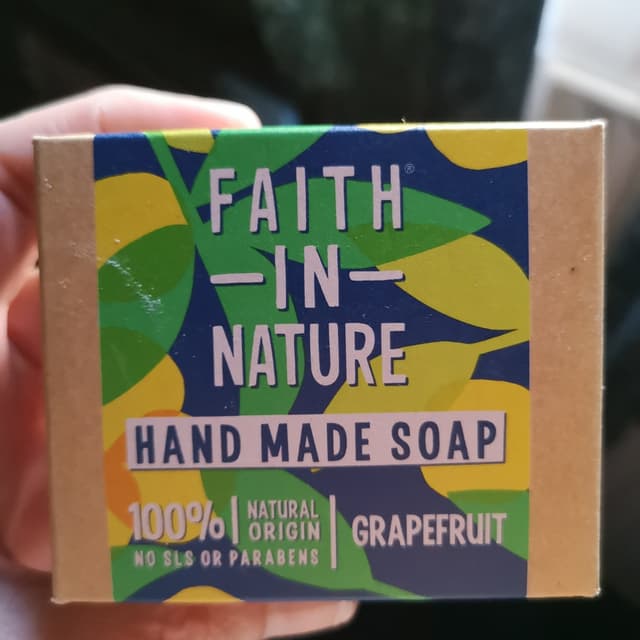 FAITH®
—IN—
NATURE
HAND MADE SOAP
100% | NATURAL ORIGIN | GRAPEFRUIT
NO SLS OR PARABENS